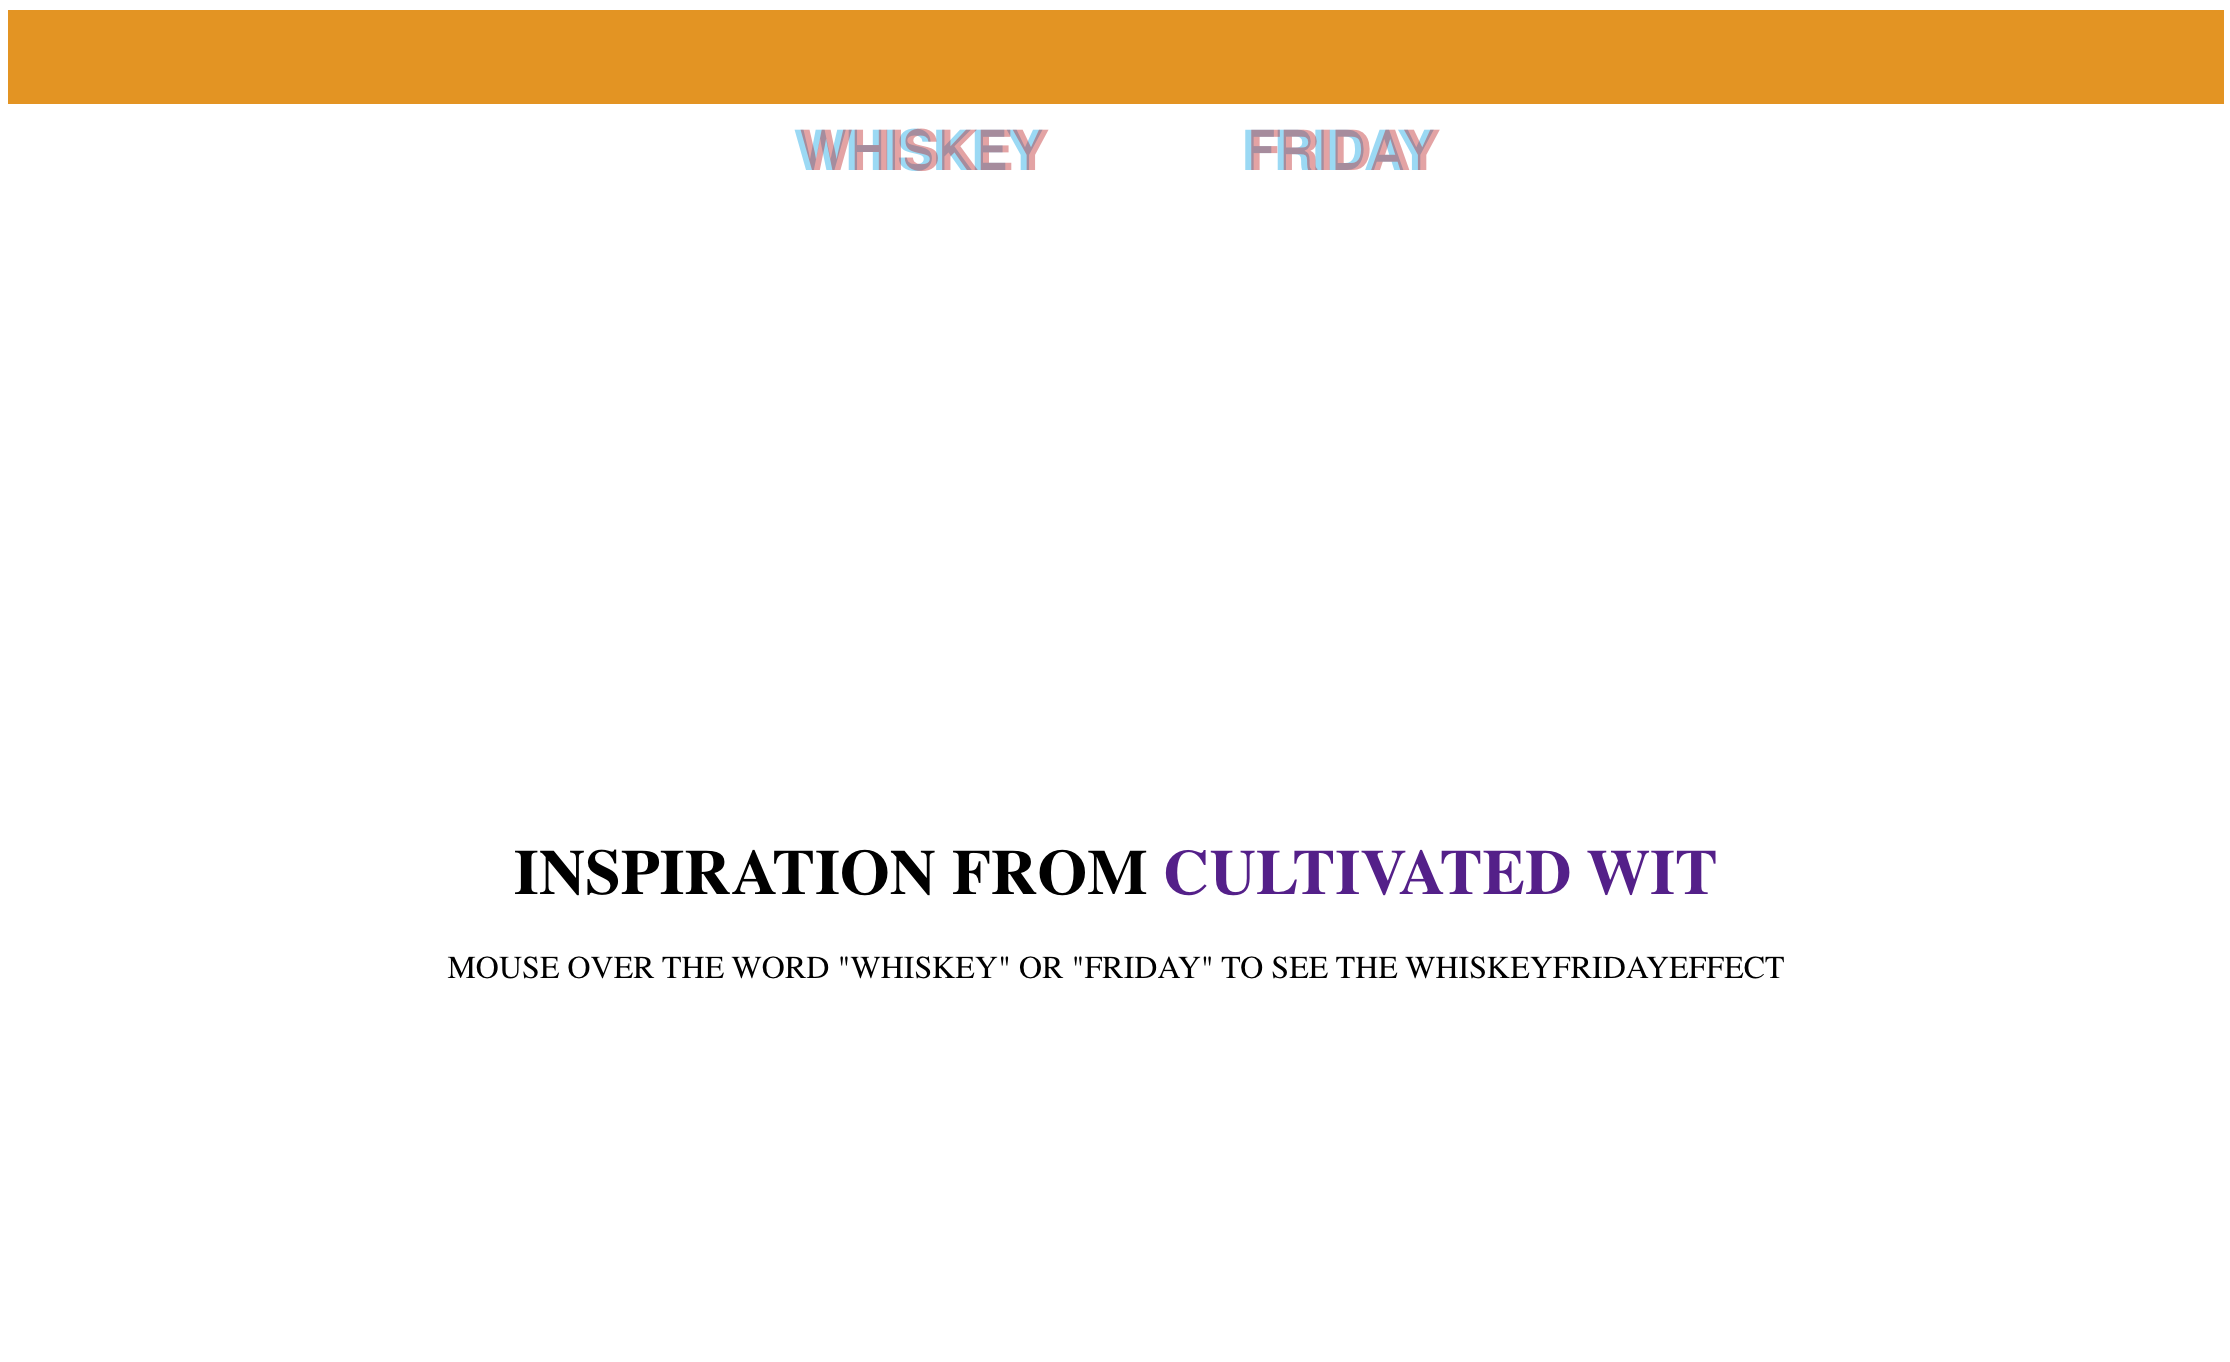 WHISKEY FRIDAY
INSPIRATION FROM CULTIVATED WIT
MOUSE OVER THE WORD "WHISKEY" OR "FRIDAY" TO SEE THE WHISKEYFRIDAYEFFECT